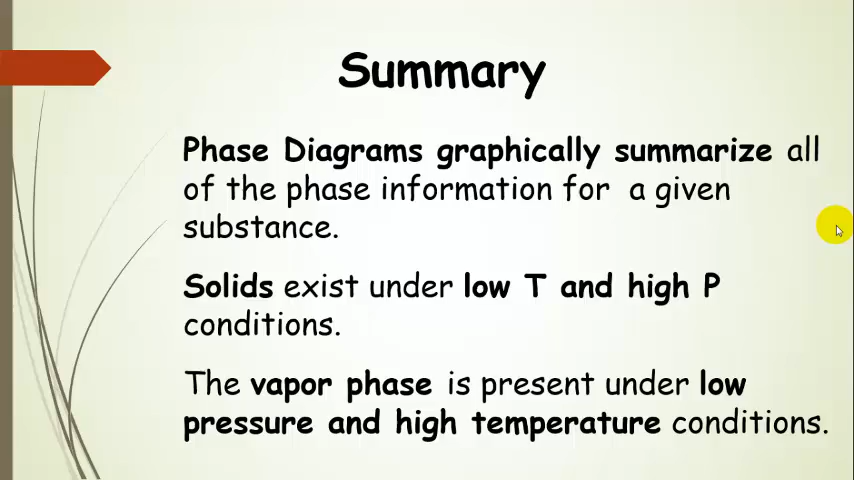 Summary
Phase Diagrams graphically summarize all
of the phase information for  a given
substance.
Solids exist under low T and high P
conditions.
The vapor phase is present under low
pressure and high temperature conditions.